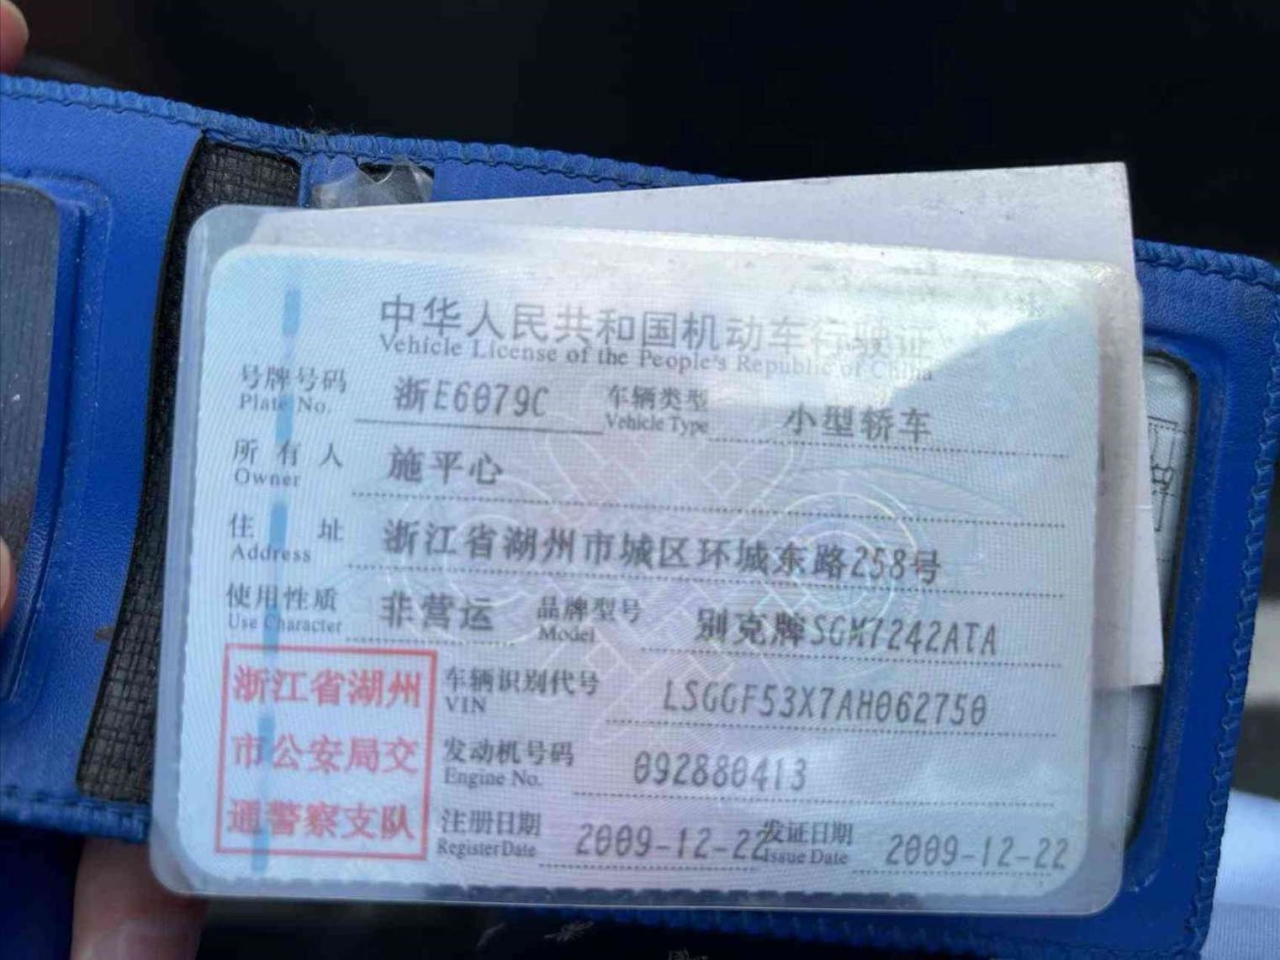 中华人民共和国机动车行驶证
Vehicle License of the People's Republic of China
号牌号码 浙E6079C 车辆类型 小型轿车
Plate No. Vehicle Type
所有人 施平心
Owner
住址 浙江省湖州市城区环城东路258号
Address
使用性质 非营运 品牌型号 别克牌SGM7242ATA
Use Character Model
浙江省湖州
市公安局交
通警察支队
车辆识别代号 LSGGF53X7AH062750
VIN
发动机号码 092880413
Engine No.
注册日期 2009-12-22 发证日期 2009-12-22
Register Date Issue Date